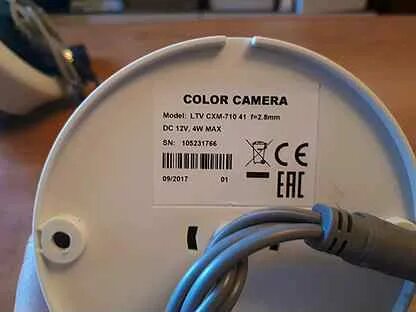 COLOR CAMERA
Model: LTV CXM-710 41 f=2.8mm
DC 12V, 4W MAX
SN: 105231766
CE
EAC
09/2017 01